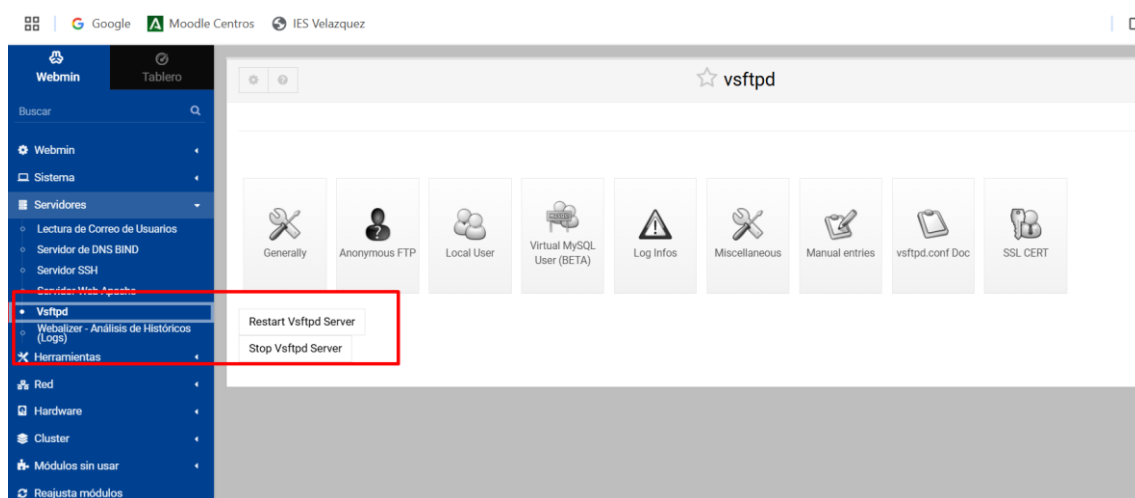 Google Moodle Centros IES Velazquez
Webmin
Tablero
Buscar
Webmin
Sistema
Servidores
Lectura de Correo de Usuarios
Servidor de DNS BIND
Servidor SSH
Servidor Web Apache
Vsftpd
Webalizer - Análisis de Históricos
(Logs)
Herramientas
Red
Hardware
Cluster
Módulos sin usar
Reajusta módulos
vsftpd
Generally
Anonymous FTP
Local User
Virtual MySQL
User (BETA)
Log Infos
Miscellaneous
Manual entries
vsftpd.conf Doc
SSL CERT
Restart Vsftpd Server
Stop Vsftpd Server